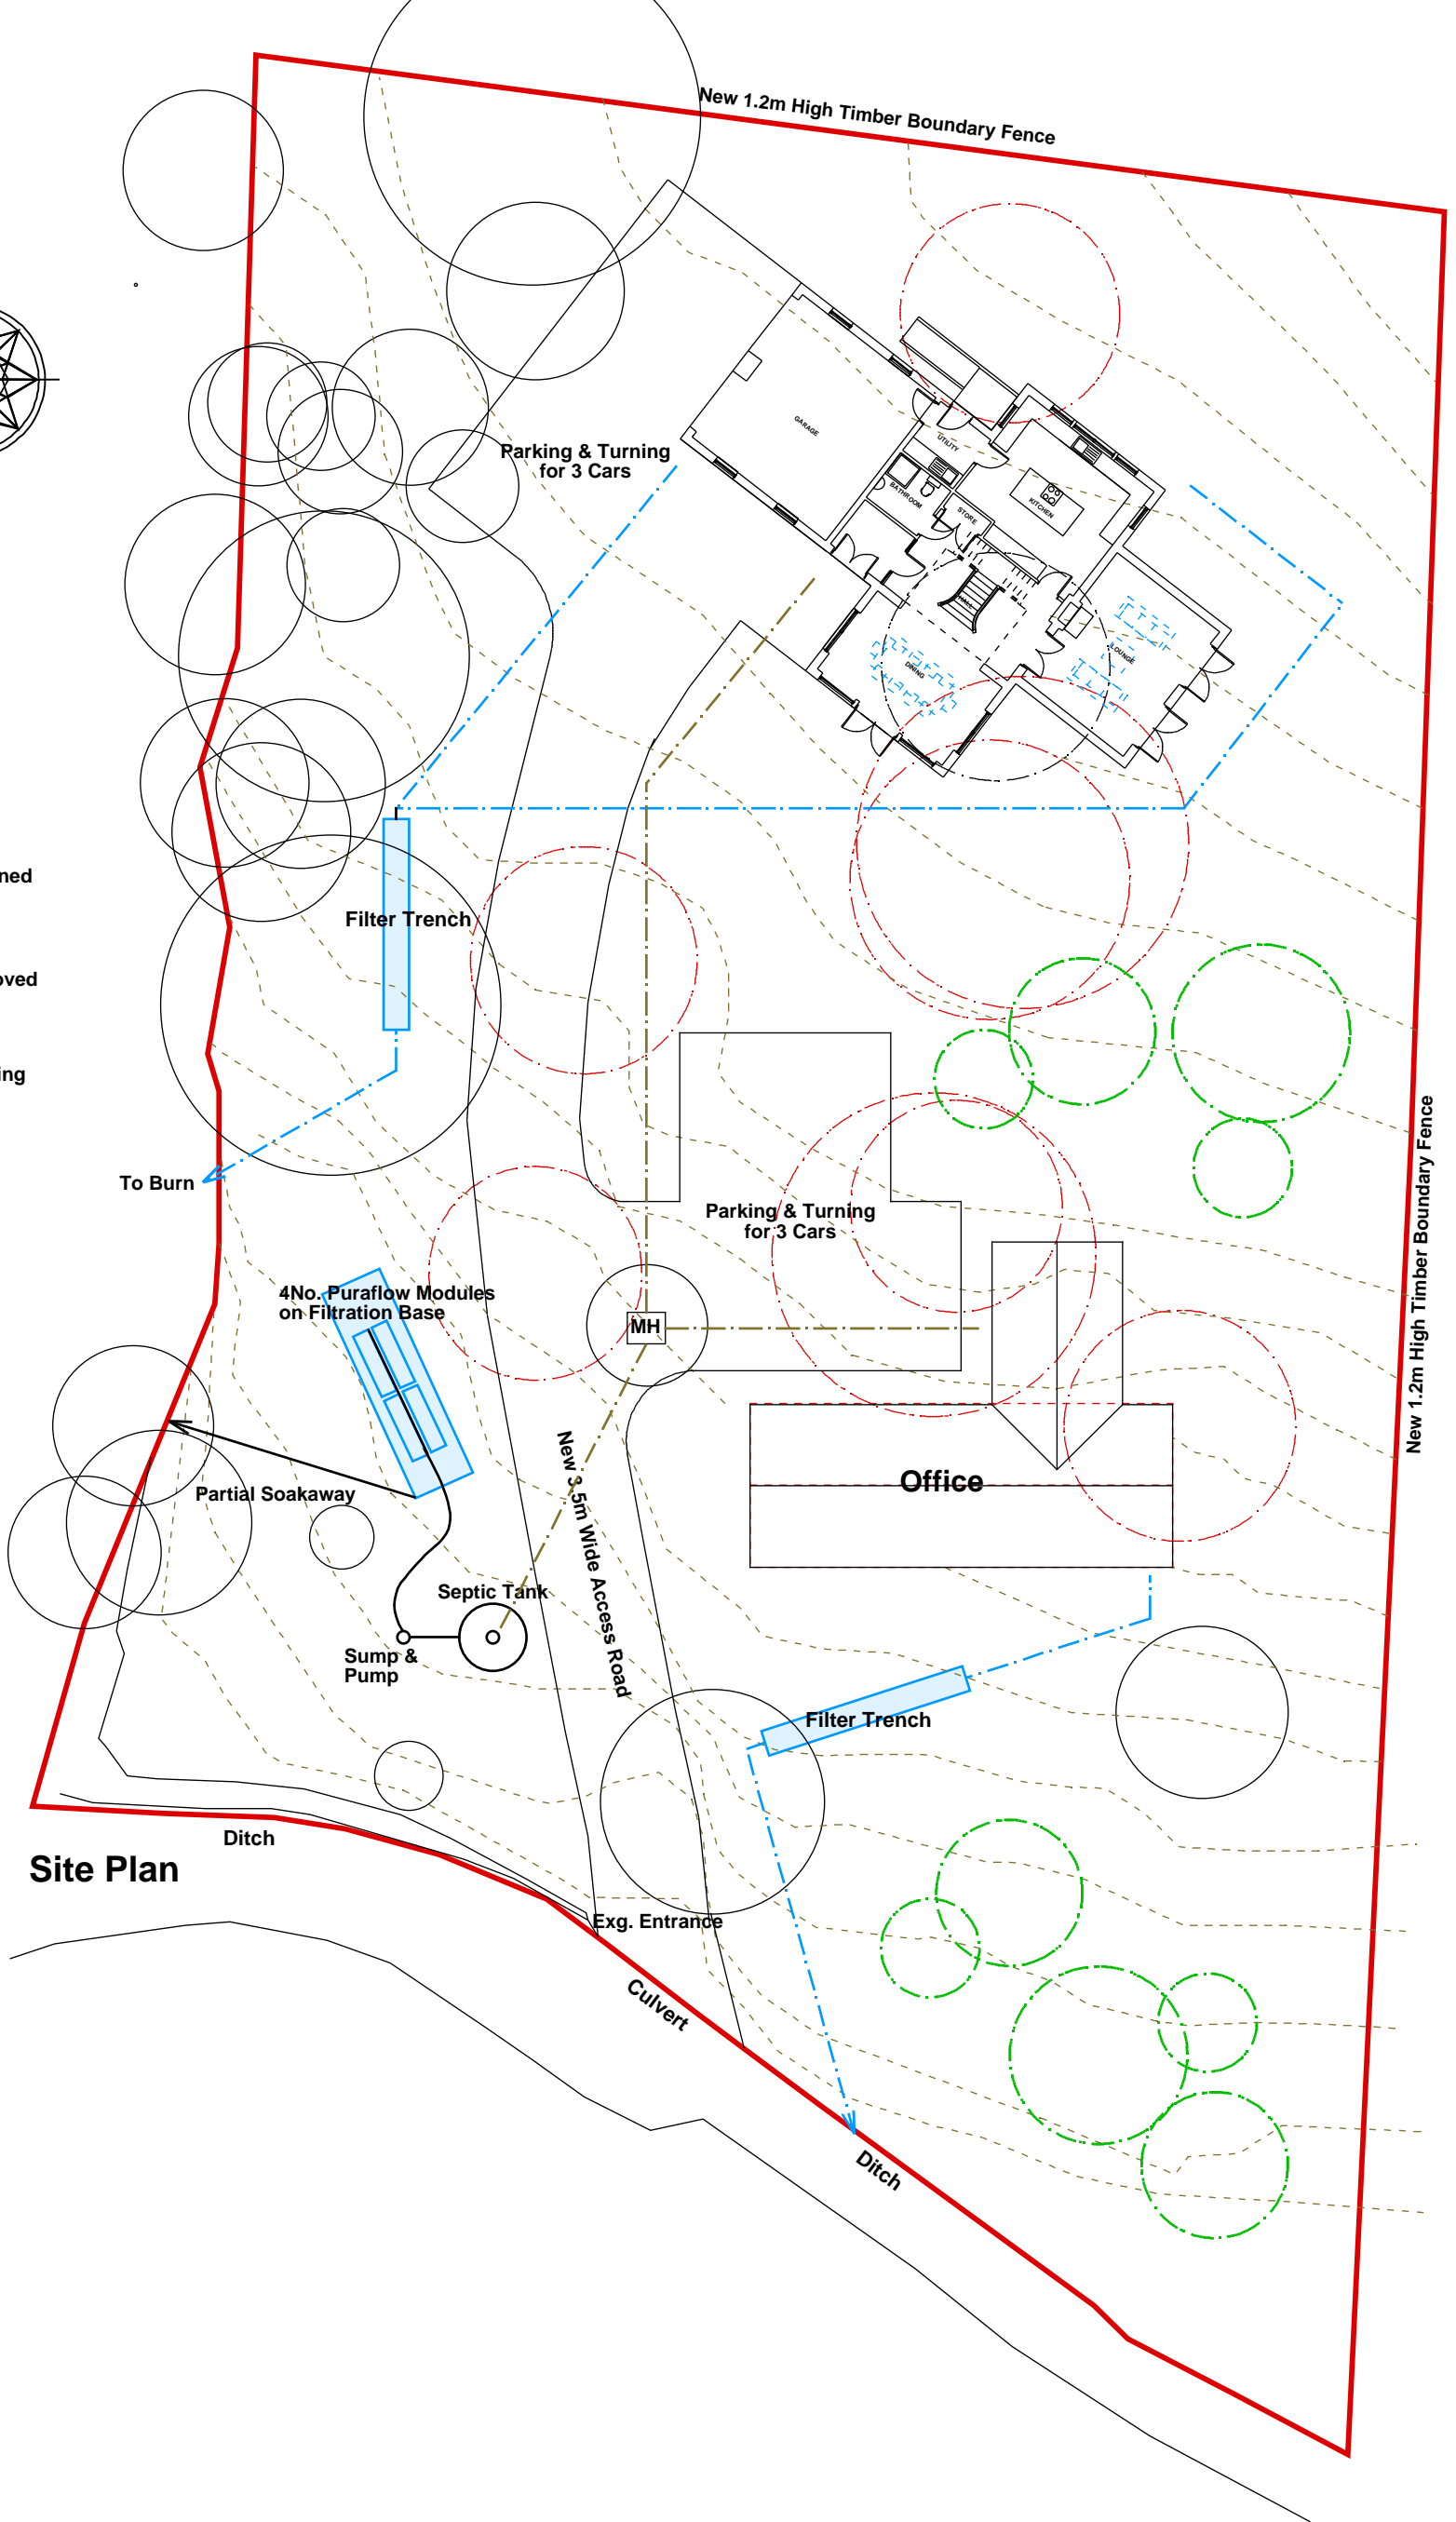 New 1.2m High Timber Boundary Fence
GARAGE
UTILITY
BATHROOM
STORE
KITCHEN
HALL
DINING
LOUNGE
Parking & Turning
for 3 Cars
ned
oved
ing
Filter Trench
To Burn
Parking & Turning
for 3 Cars
New 1.2m High Timber Boundary Fence
4No. Puraflow Modules
on Filtration Base
MH
Office
Partial Soakaway
New 3.5m Wide Access Road
Septic Tank
Sump &
Pump
Filter Trench
Ditch
Site Plan
Exg. Entrance
Culvert
Ditch